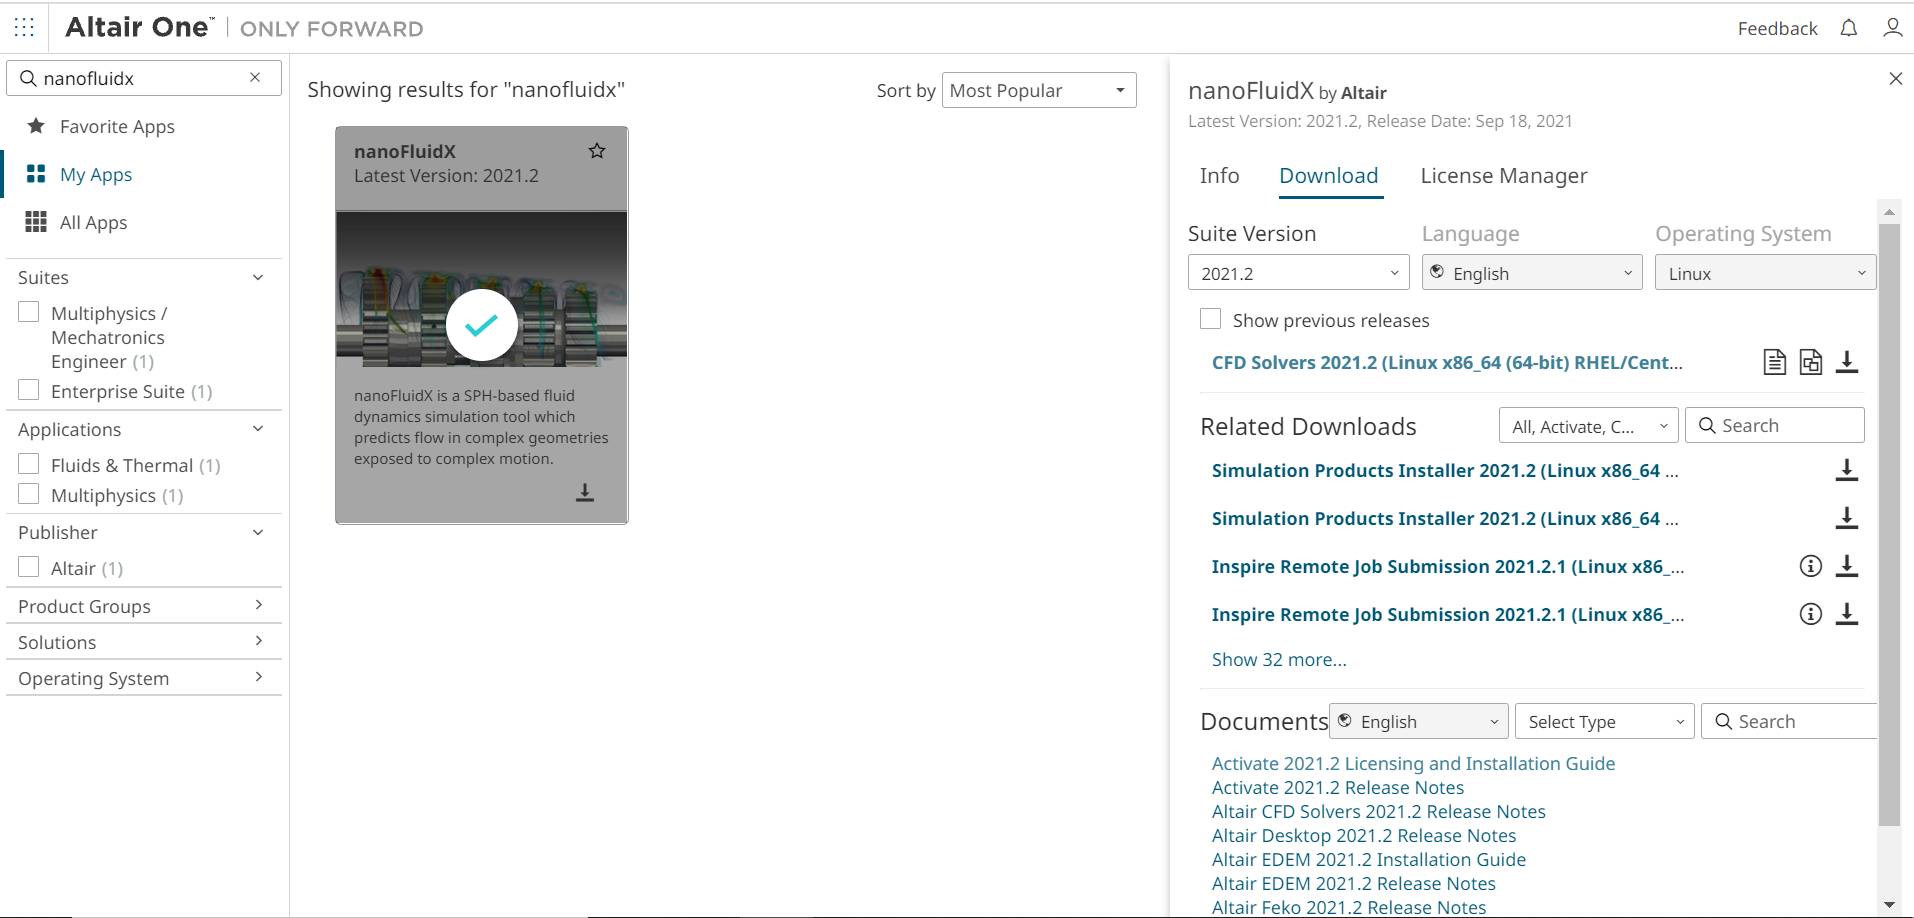 Altair One™ | ONLY FORWARD
Feedback
nanofluidx
Favorite Apps
My Apps
All Apps
Suites
Multiphysics /
Mechatronics
Engineer (1)
Enterprise Suite (1)
Applications
Fluids & Thermal (1)
Multiphysics (1)
Publisher
Altair (1)
Product Groups
Solutions
Operating System
Showing results for "nanofluidx"
Sort by Most Popular
nanoFluidX
Latest Version: 2021.2
nanoFluidX is a SPH-based fluid
dynamics simulation tool which
predicts flow in complex geometries
exposed to complex motion.
nanoFluidX by Altair
Latest Version: 2021.2, Release Date: Sep 18, 2021
Info Download License Manager
Suite Version Language Operating System
2021.2 English Linux
Show previous releases
CFD Solvers 2021.2 (Linux x86_64 (64-bit) RHEL/Cent...
Related Downloads All, Activate, C... Search
Simulation Products Installer 2021.2 (Linux x86_64 ...
Simulation Products Installer 2021.2 (Linux x86_64 ...
Inspire Remote Job Submission 2021.2.1 (Linux x86_...
Inspire Remote Job Submission 2021.2.1 (Linux x86_...
Show 32 more...
Documents English Select Type Search
Activate 2021.2 Licensing and Installation Guide
Activate 2021.2 Release Notes
Altair CFD Solvers 2021.2 Release Notes
Altair Desktop 2021.2 Release Notes
Altair EDEM 2021.2 Installation Guide
Altair EDEM 2021.2 Release Notes
Altair Feko 2021.2 Release Notes